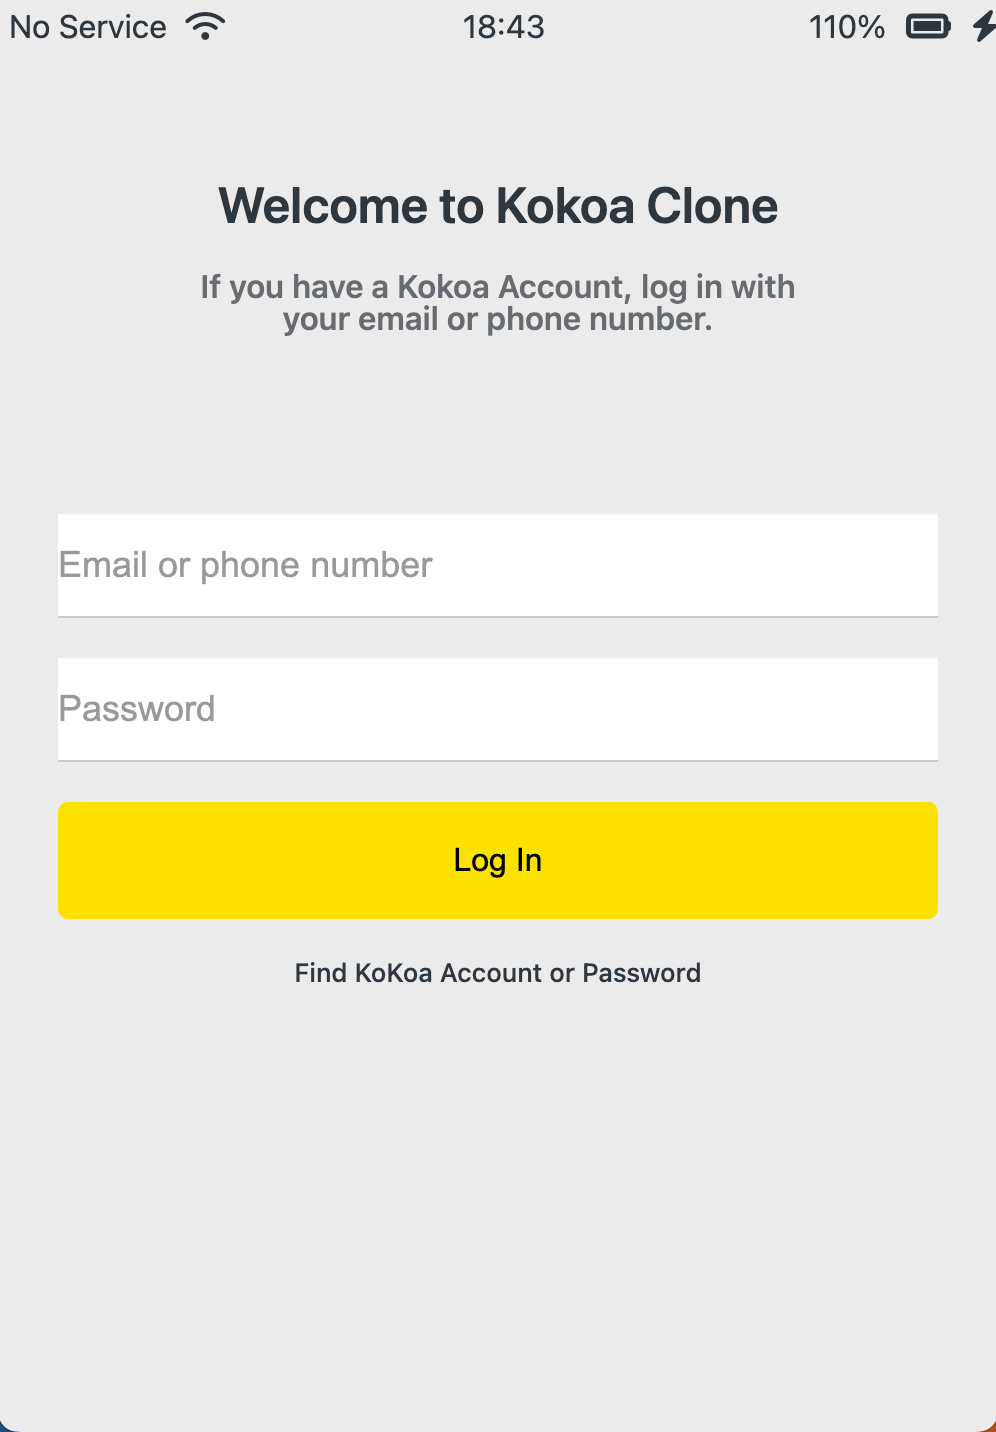 No Service 18:43 110%
Welcome to Kokoa Clone
If you have a Kokoa Account, log in with
your email or phone number.
Email or phone number
Password
Log In
Find KoKoa Account or Password